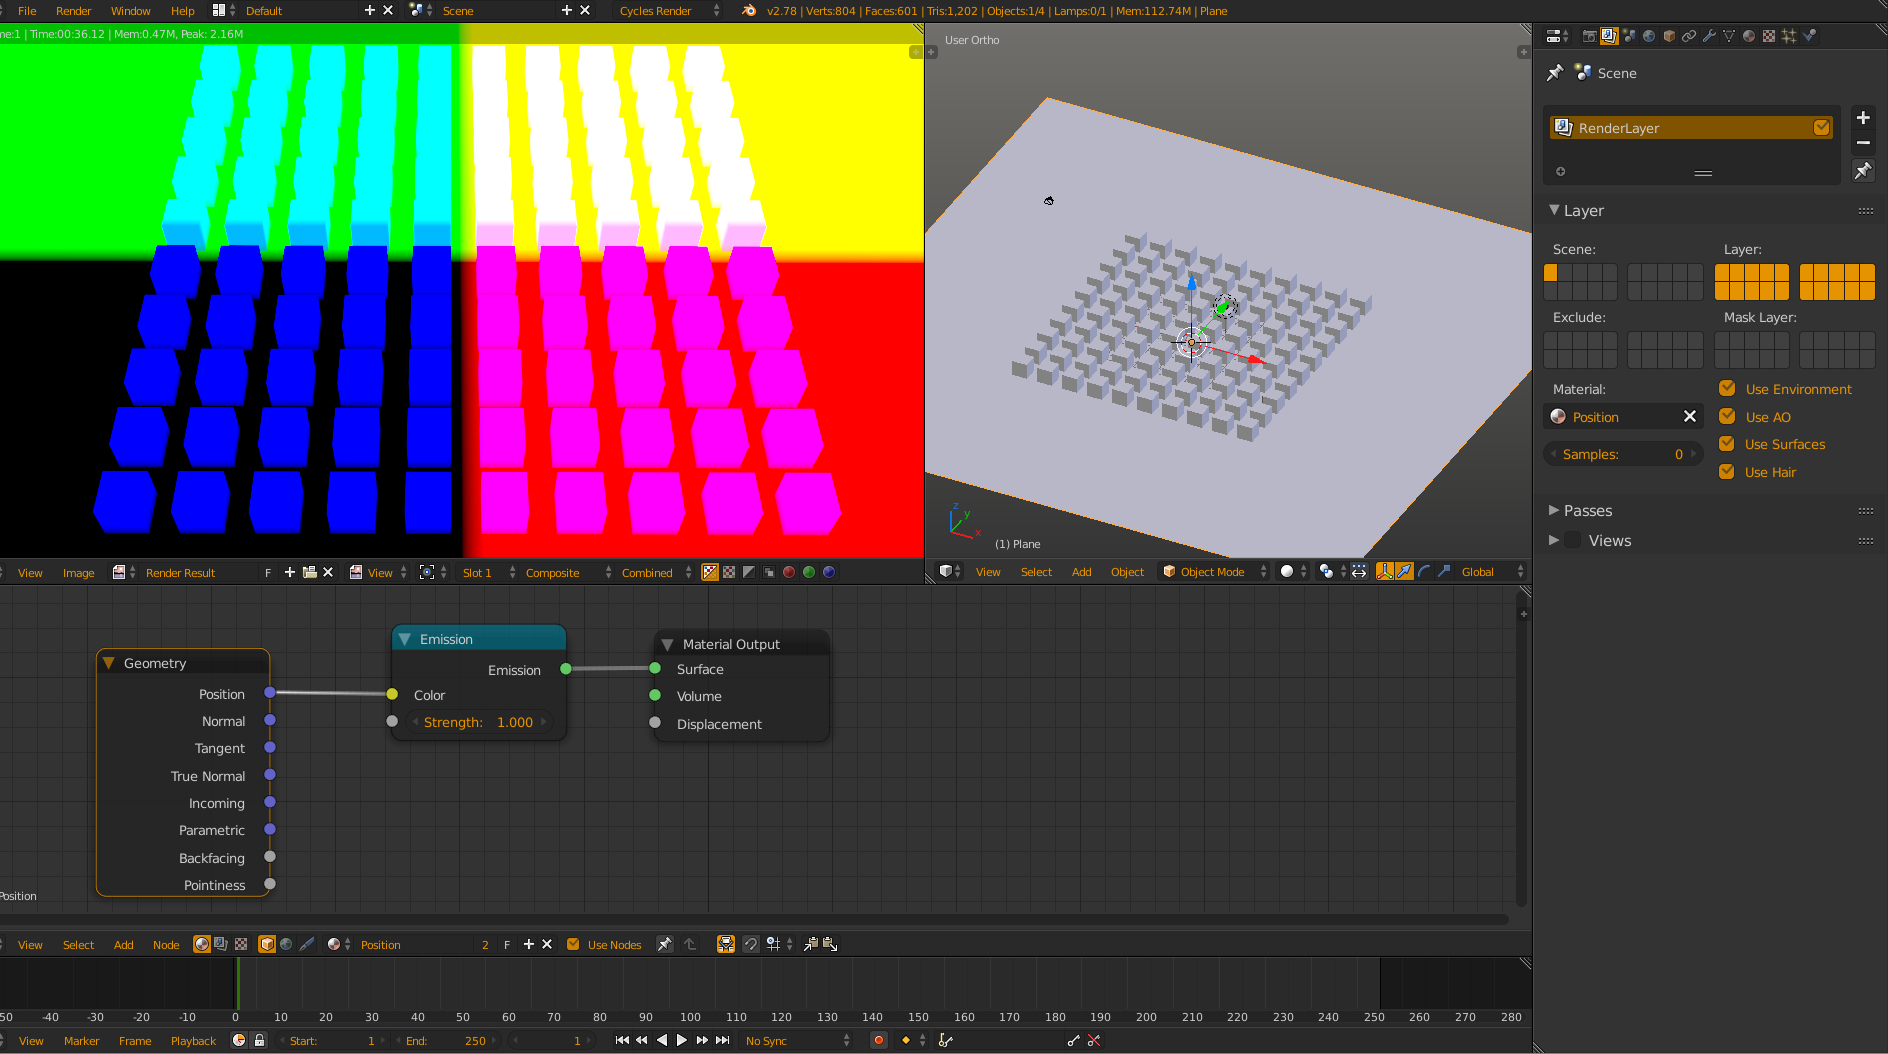 File Render Window Help Default Scene Cycles Render v2.78 | Verts:804 | Faces:601 | Tris:1,202 | Objects:1/4 | Lamps:0/1 | Mem:112.74M | Plane
me:1 | Time:00:36.12 | Mem:0.47M, Peak: 2.16M
User Ortho
z
y
x
(1) Plane
View Image Render Result F View Slot 1 Composite Combined
View Select Add Object Object Mode Global
Scene
RenderLayer
Layer
Scene: Layer:
Exclude: Mask Layer:
Material: Use Environment
Position Use AO
Use Surfaces
Samples: 0
Use Hair
Passes
Views
Geometry
Position
Normal
Tangent
True Normal
Incoming
Parametric
Backfacing
Pointiness
Emission
Emission
Color
Strength: 1.000
Material Output
Surface
Volume
Displacement
Position
View Select Add Node Position 2 F Use Nodes
50 -40 -30 -20 -10 0 10 20 30 40 50 60 70 80 90 100 110 120 130 140 150 160 170 180 190 200 210 220 230 240 250 260 270 280
View Marker Frame Playback Start: 1 End: 250 1 No Sync